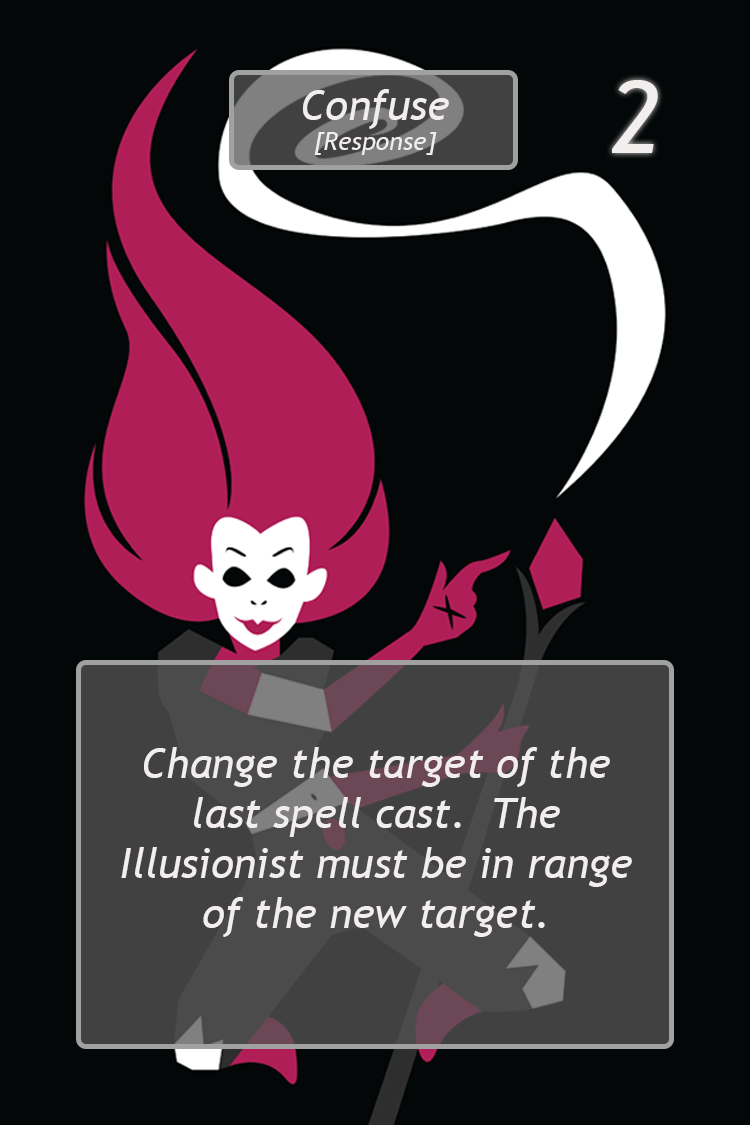 Confuse
2
[Response]
Change the target of the
last spell cast.  The
Illusionist must be in range
of the new target.